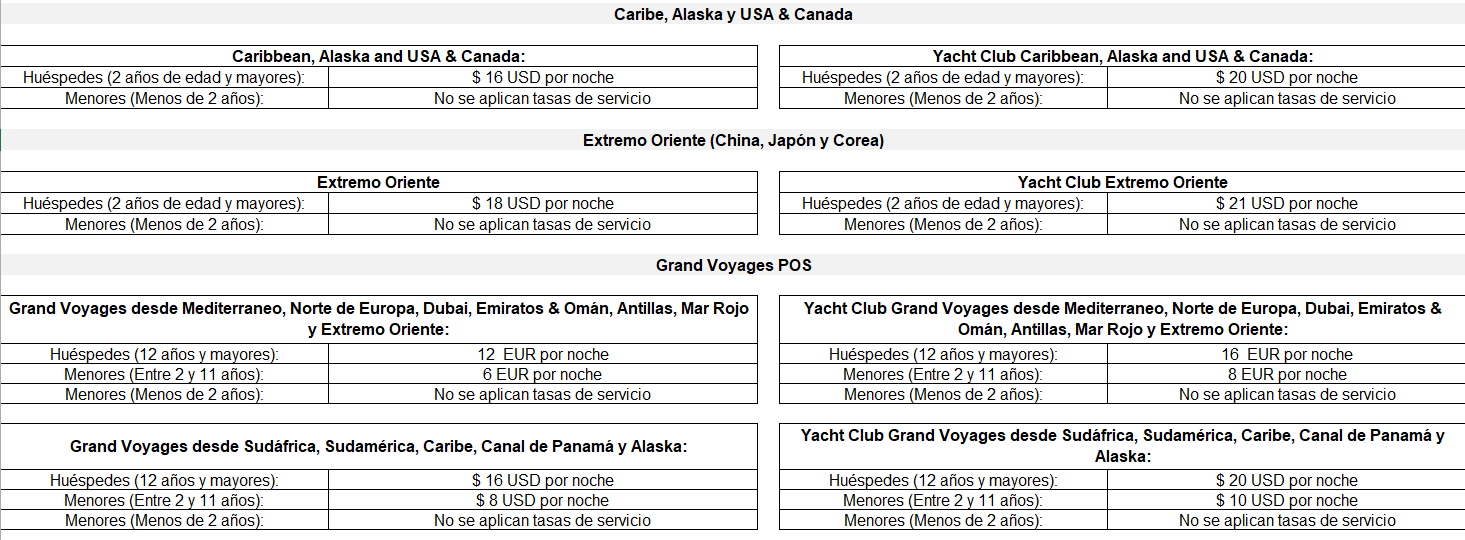 Caribe, Alaska y USA & Canada
Caribbean, Alaska and USA & Canada:
Huéspedes (2 años de edad y mayores): $ 16 USD por noche
Menores (Menos de 2 años): No se aplican tasas de servicio
Yacht Club Caribbean, Alaska and USA & Canada:
Huéspedes (2 años de edad y mayores): $ 20 USD por noche
Menores (Menos de 2 años): No se aplican tasas de servicio
Extremo Oriente (China, Japón y Corea)
Extremo Oriente
Huéspedes (2 años de edad y mayores): $ 18 USD por noche
Menores (Menos de 2 años): No se aplican tasas de servicio
Yacht Club Extremo Oriente
Huéspedes (2 años de edad y mayores): $ 21 USD por noche
Menores (Menos de 2 años): No se aplican tasas de servicio
Grand Voyages POS
Grand Voyages desde Mediterraneo, Norte de Europa, Dubai, Emiratos & Omán, Antillas, Mar Rojo
y Extremo Oriente:
Huéspedes (12 años y mayores): 12 EUR por noche
Menores (Entre 2 y 11 años): 6 EUR por noche
Menores (Menos de 2 años): No se aplican tasas de servicio
Yacht Club Grand Voyages desde Mediterraneo, Norte de Europa, Dubai, Emiratos &
Omán, Antillas, Mar Rojo y Extremo Oriente:
Huéspedes (12 años y mayores): 16 EUR por noche
Menores (Entre 2 y 11 años): 8 EUR por noche
Menores (Menos de 2 años): No se aplican tasas de servicio
Grand Voyages desde Sudáfrica, Sudamérica, Caribe, Canal de Panamá y Alaska:
Huéspedes (12 años y mayores): $ 16 USD por noche
Menores (Entre 2 y 11 años): $ 8 USD por noche
Menores (Menos de 2 años): No se aplican tasas de servicio
Yacht Club Grand Voyages desde Sudáfrica, Sudamérica, Caribe, Canal de Panamá y
Alaska:
Huéspedes (12 años y mayores): $ 20 USD por noche
Menores (Entre 2 y 11 años): $ 10 USD por noche
Menores (Menos de 2 años): No se aplican tasas de servicio